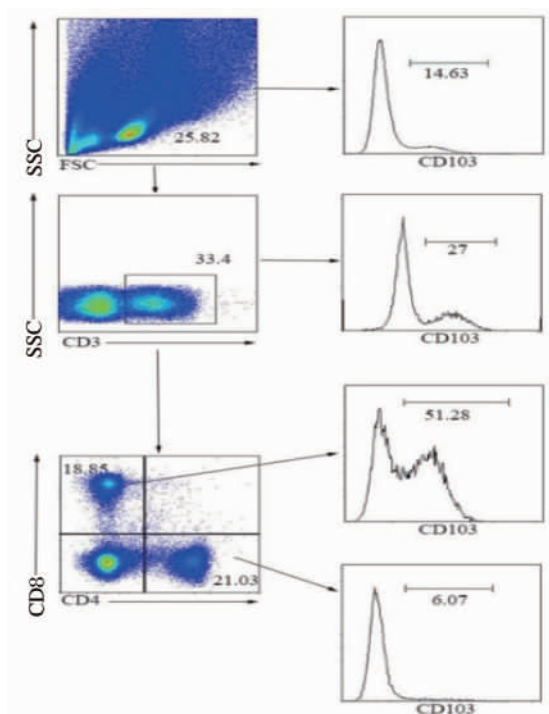 SSC
25.82
FSC
14.63
CD103
SSC
33.4
CD3
27
CD103
51.28
CD103
CD8
18.85
21.03
CD4
6.07
CD103